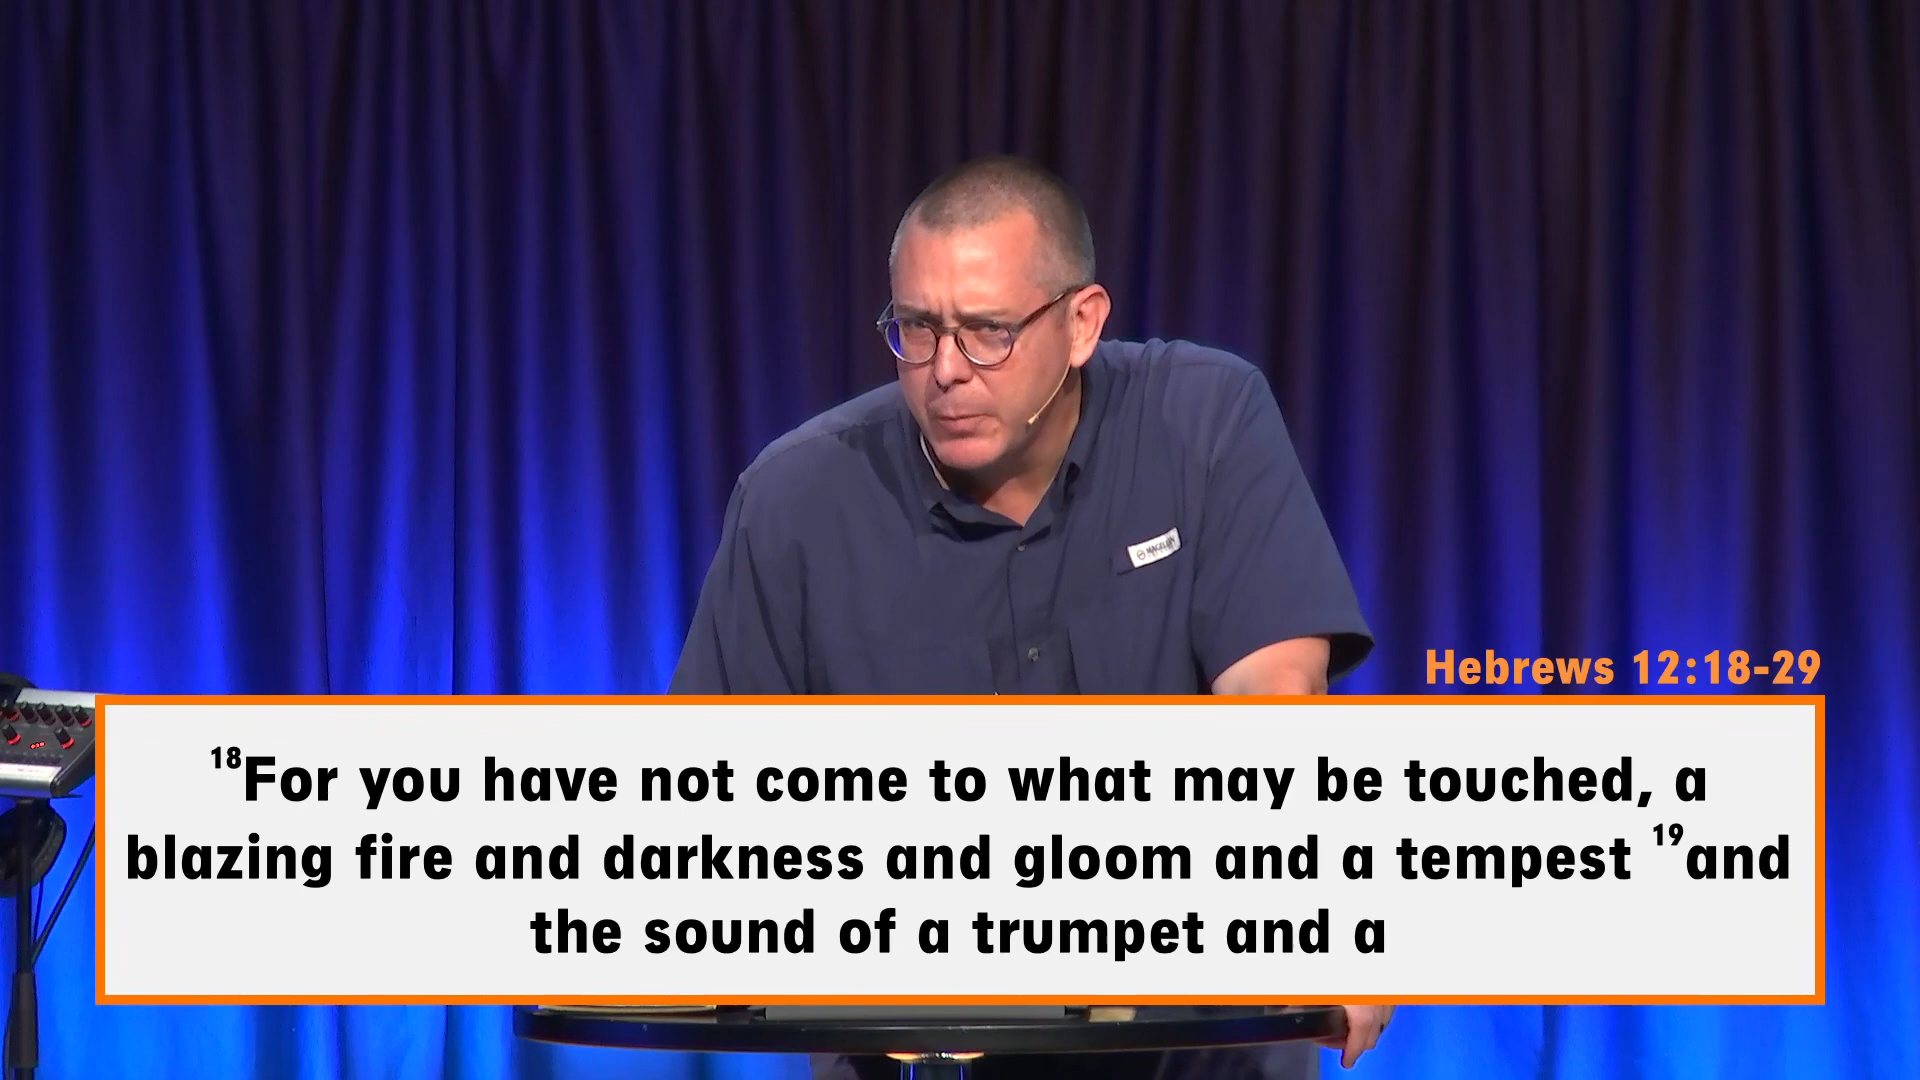 MAGELLAN
Hebrews 12:18-29
¹⁸For you have not come to what may be touched, a
blazing fire and darkness and gloom and a tempest ¹⁹and
the sound of a trumpet and a